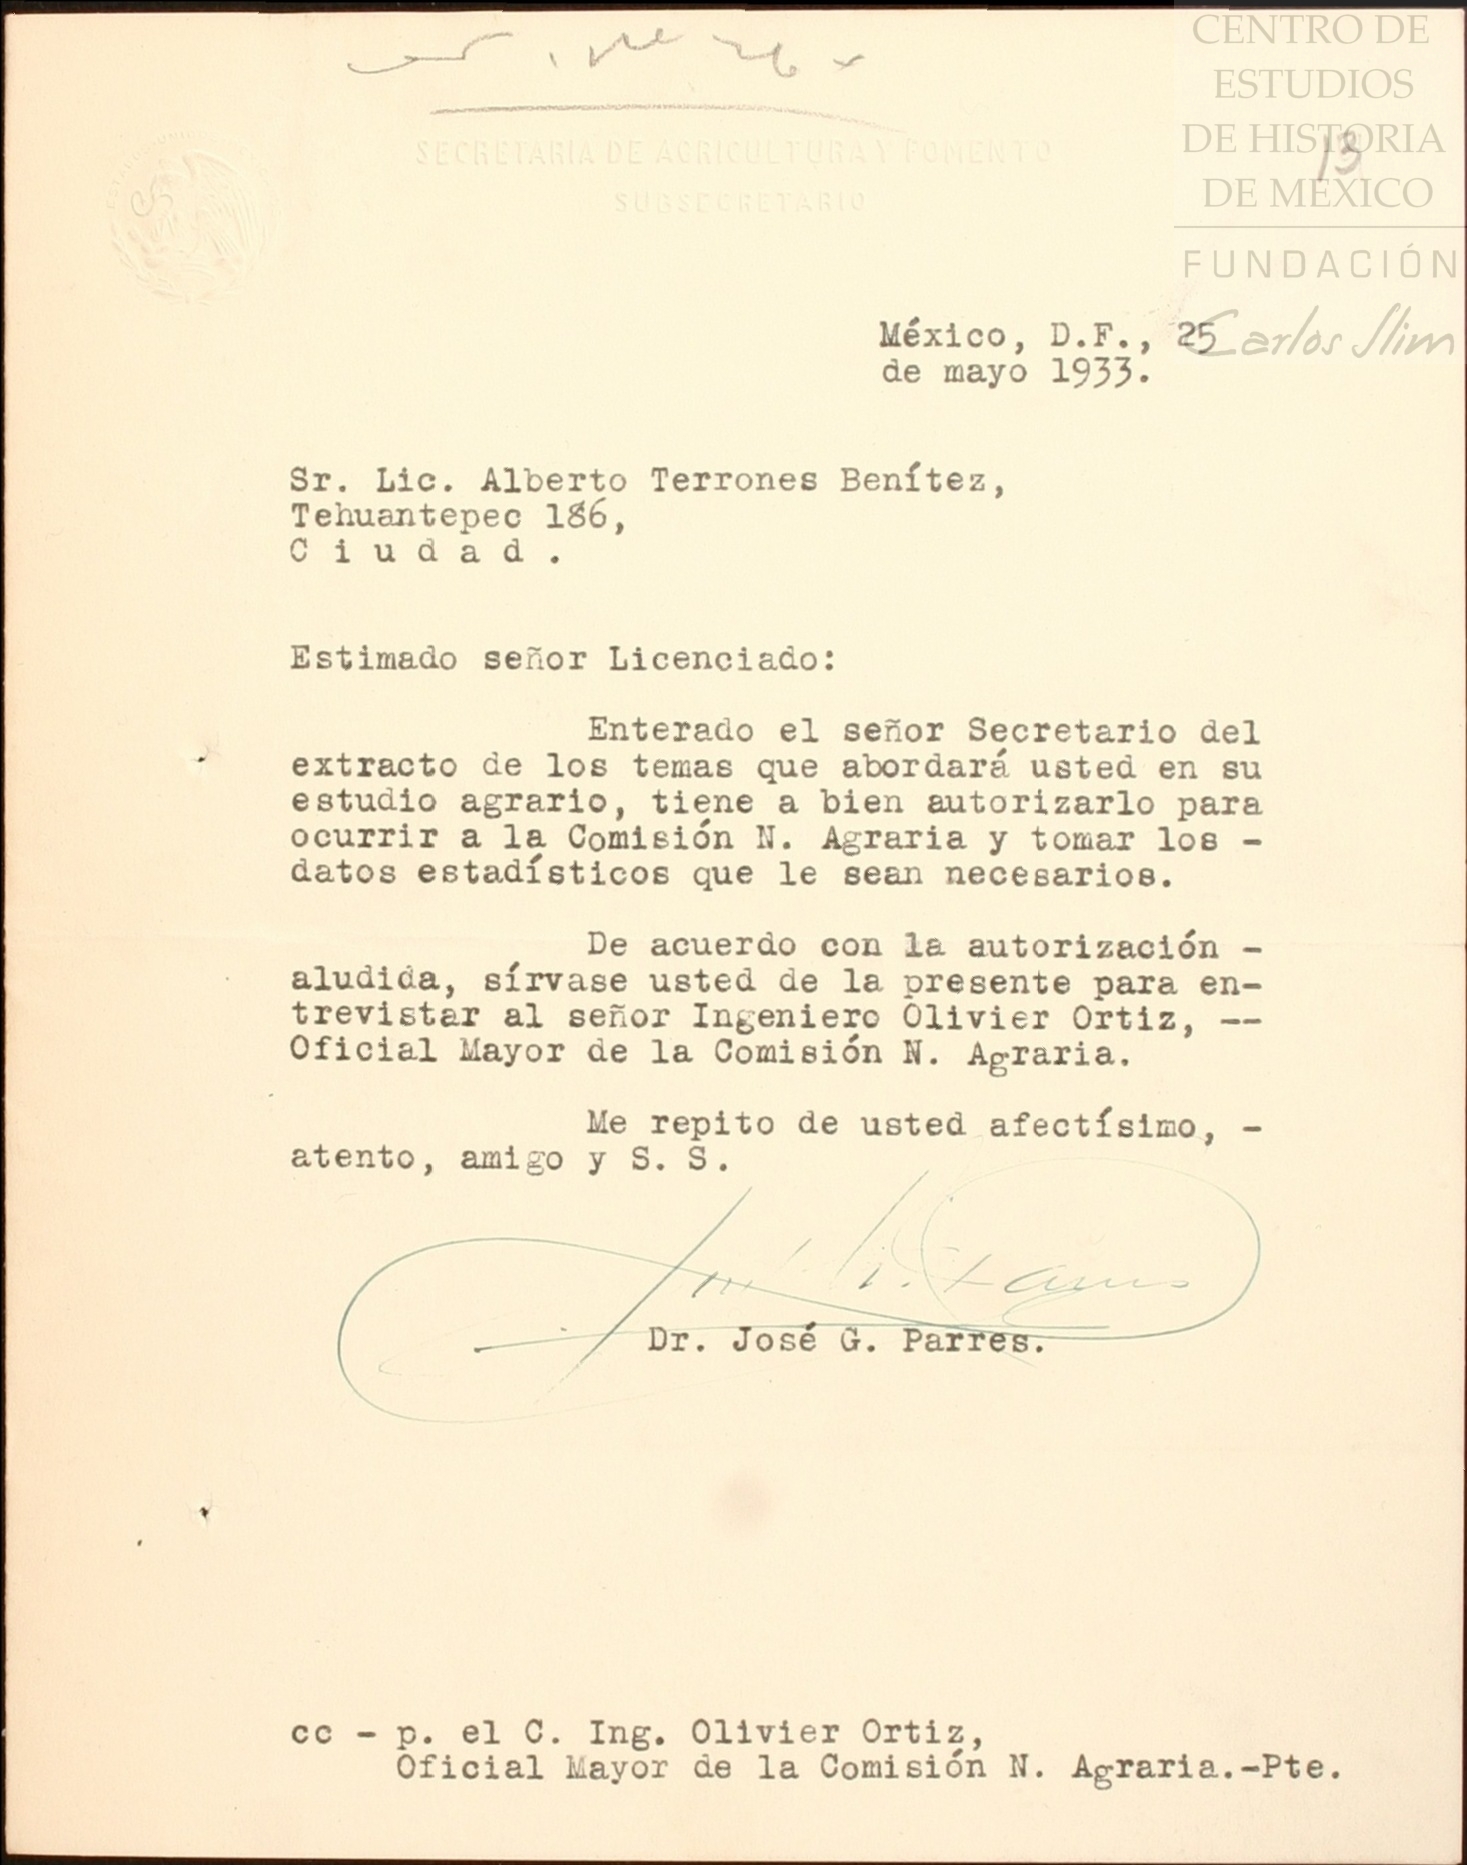 CENTRO DE
ESTUDIOS
DE HISTORIA
DE MÉXICO
FUNDACIÓN
Carlos Slim
13
SECRETARIA DE AGRICULTURA Y FOMENTO
SUBSECRETARIO
México, D.F., 25
de mayo 1933.
Sr. Lic. Alberto Terrones Benítez,
Tehuantepec 186,
C i u d a d .
Estimado señor Licenciado:
Enterado el señor Secretario del
extracto de los temas que abordará usted en su
estudio agrario, tiene a bien autorizarlo para
ocurrir a la Comisión N. Agraria y tomar los -
datos estadísticos que le sean necesarios.
De acuerdo con la autorización -
aludida, sírvase usted de la presente para en-
trevistar al señor Ingeniero Olivier Ortiz, --
Oficial Mayor de la Comisión N. Agraria.
Me repito de usted afectísimo, -
atento, amigo y S. S.
Dr. José G. Parres.
cc - p. el C. Ing. Olivier Ortiz,
Oficial Mayor de la Comisión N. Agraria.-Pte.